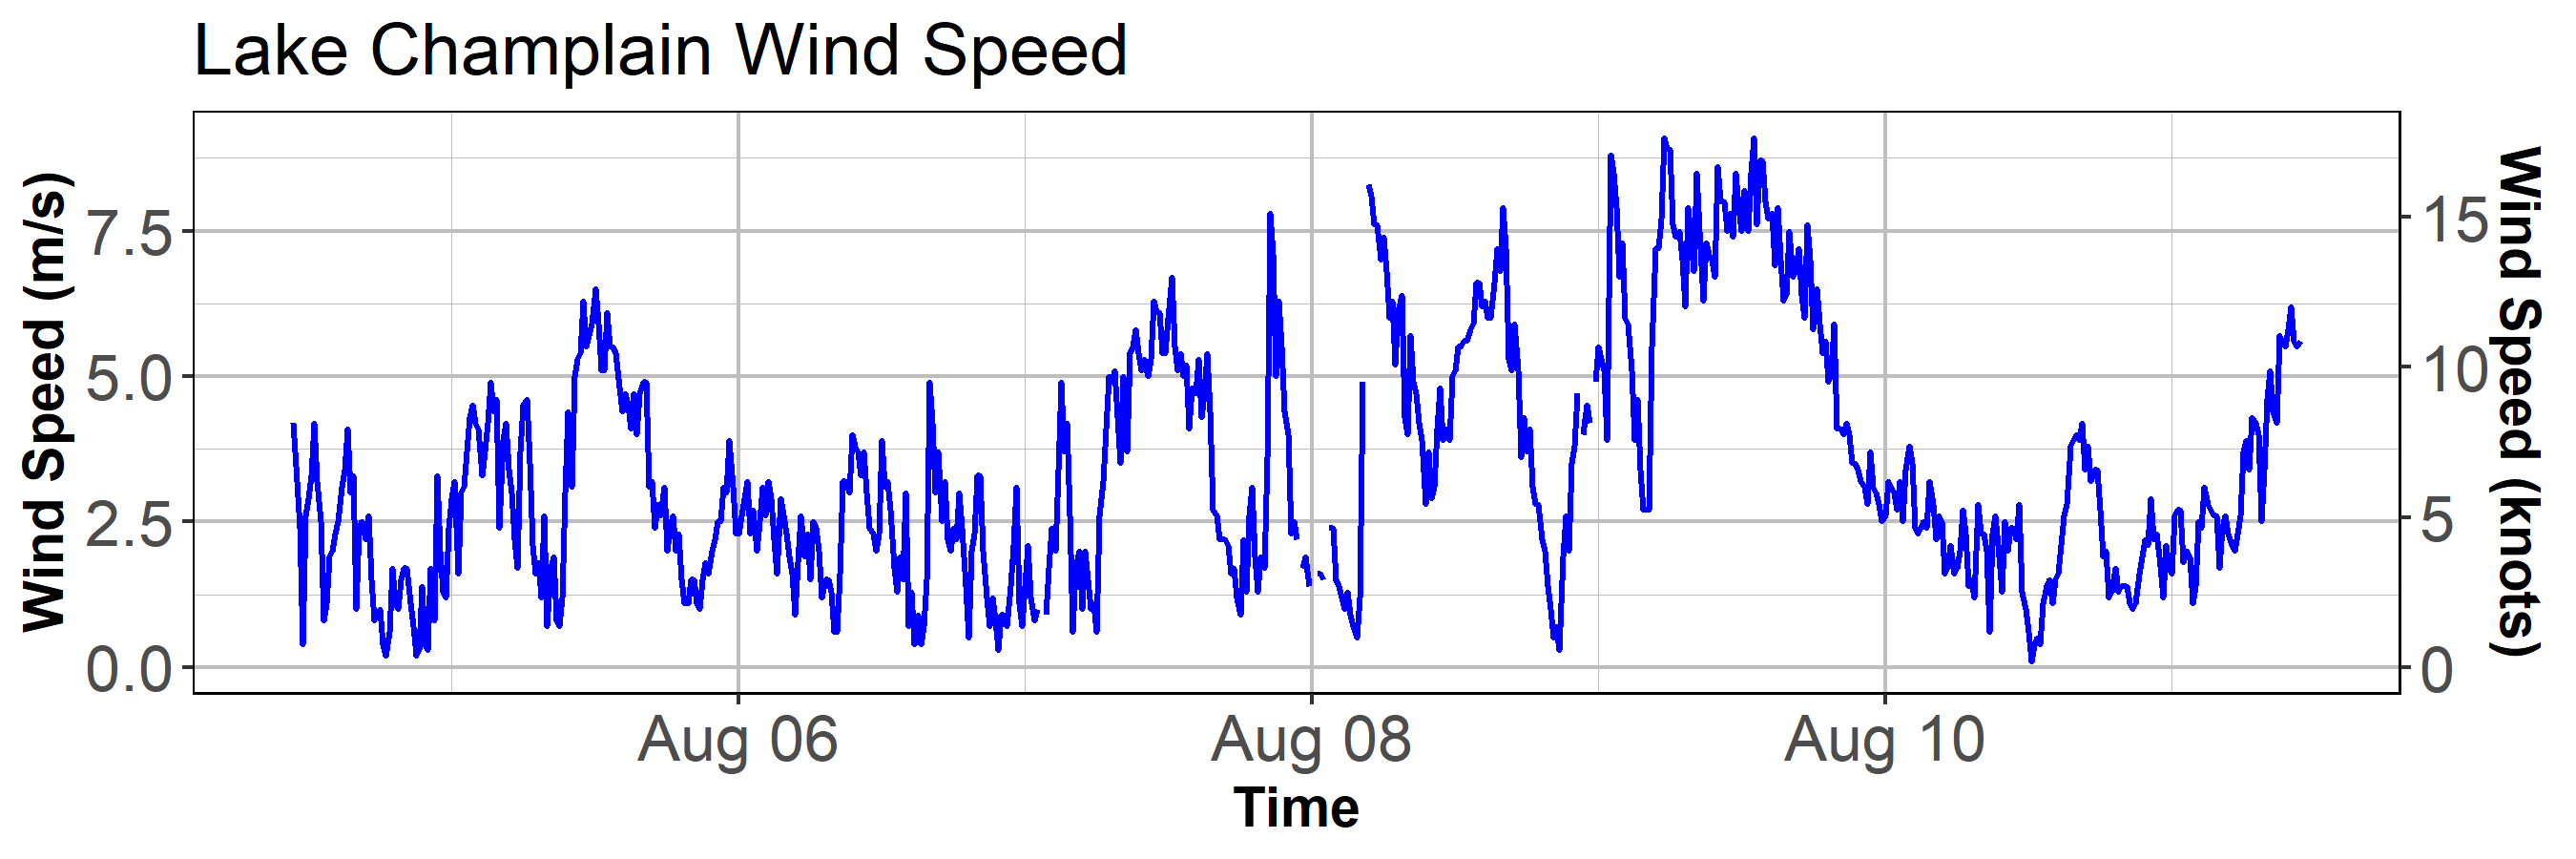 Lake Champlain Wind Speed
Wind Speed (m/s)
7.5
5.0
2.5
0.0
15
10
5
0
Wind Speed (knots)
Aug 06
Aug 08
Aug 10
Time